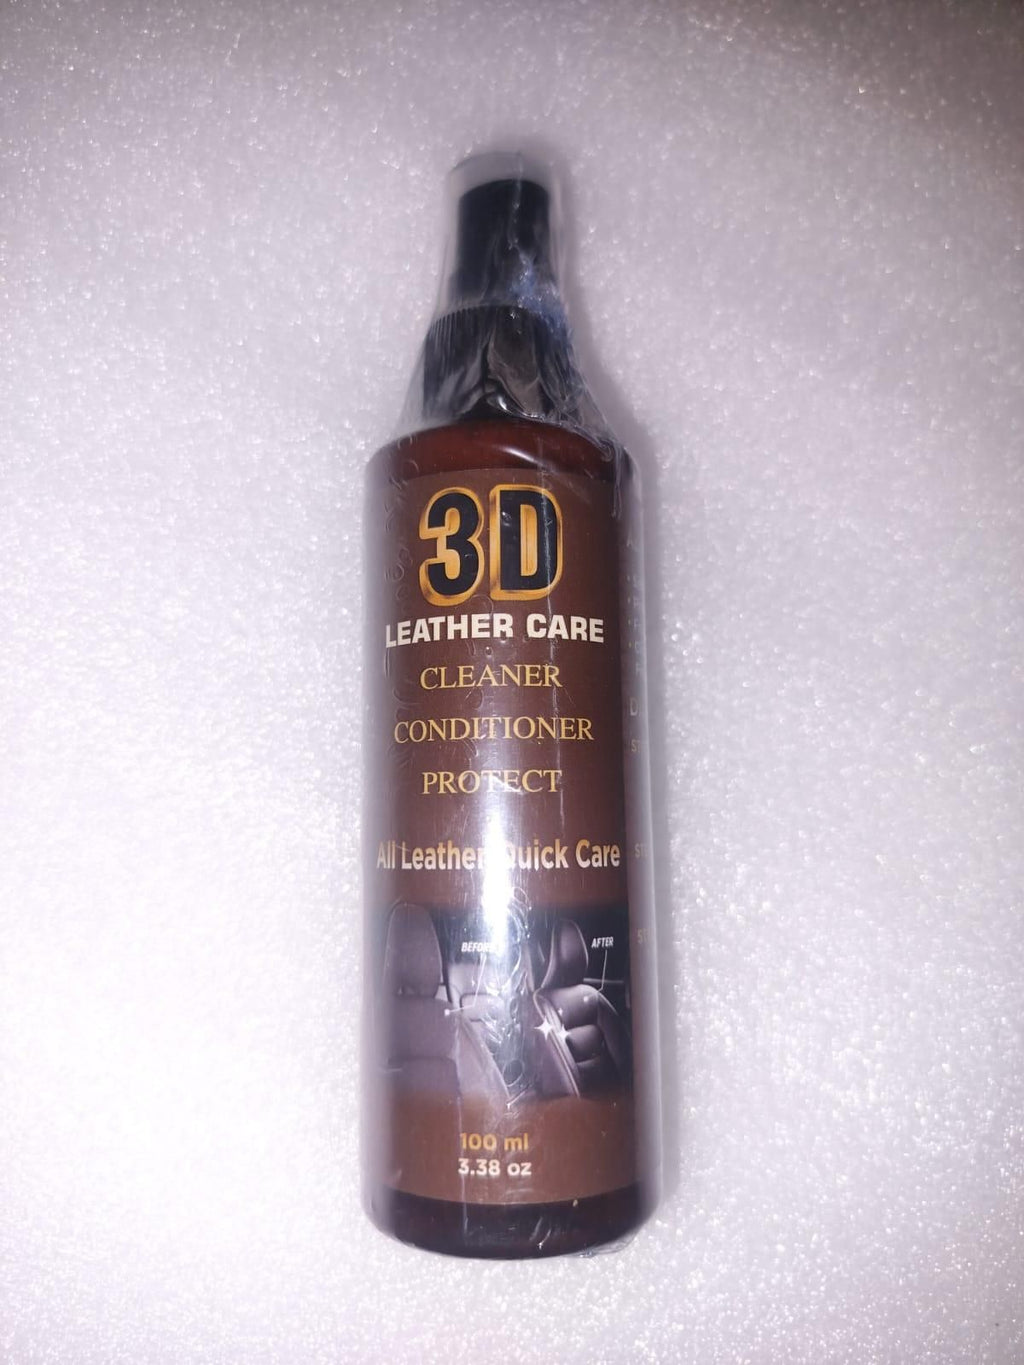 3D
LEATHER CARE
CLEANER
CONDITIONER
PROTECT
All Leather Quick Care
BEFORE
AFTER
100 ml
3.38 oz